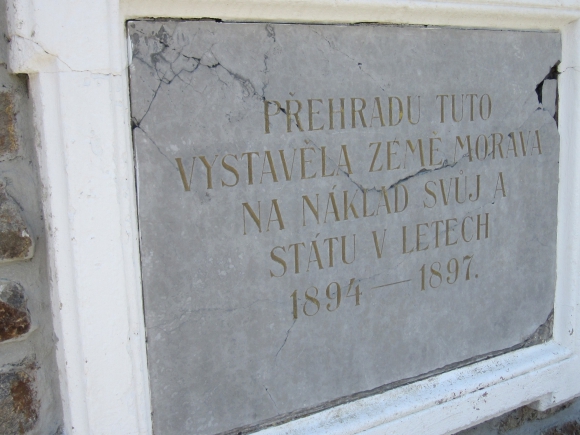 PŘEHRADU TUTO
VYSTAVĚLA ZEMĚ MORAVA
NA NÁKLAD SVŮJ A
STÁTU V LETECH
1894 — 1897.